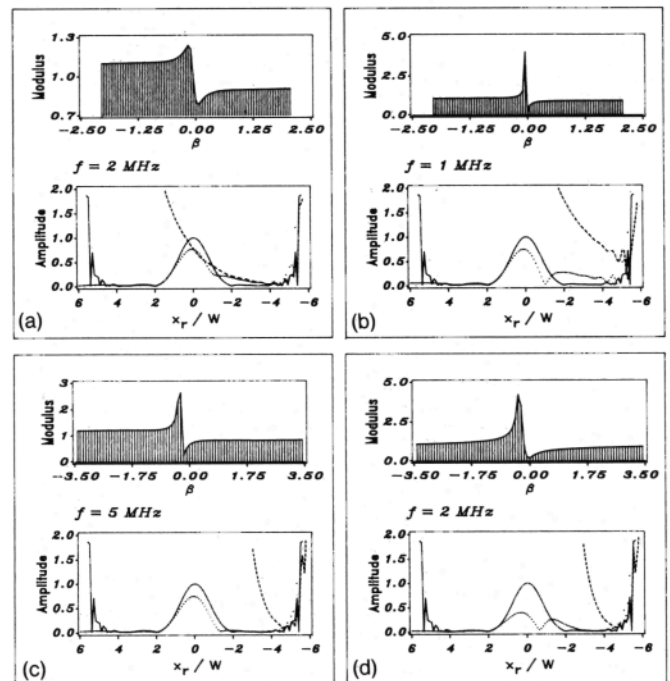 1.3
1.0
0.7
Modulus
-2.50 -1.25 0.00 1.25 2.50
β
f = 2 MHz
2.0
1.5
1.0
0.5
0.0
Amplitude
6 4 2 0 -2 -4 -6
x_r / W
(a)
5.0
2.5
0.0
Modulus
-2.50 -1.25 0.00 1.25 2.50
β
f = 1 MHz
2.0
1.5
1.0
0.5
0.0
Amplitude
6 4 2 0 -2 -4 -6
x_r / W
(b)
3
2
1
0
Modulus
-3.50 -1.75 0.00 1.75 3.50
β
f = 5 MHz
2.0
1.5
1.0
0.5
0.0
Amplitude
6 4 2 0 -2 -4 -6
x_r / W
(c)
5.0
2.5
0.0
Modulus
-3.50 -1.75 0.00 1.75 3.50
β
f = 2 MHz
2.0
1.5
1.0
0.5
0.0
Amplitude
6 4 2 0 -2 -4 -6
x_r / W
(d)